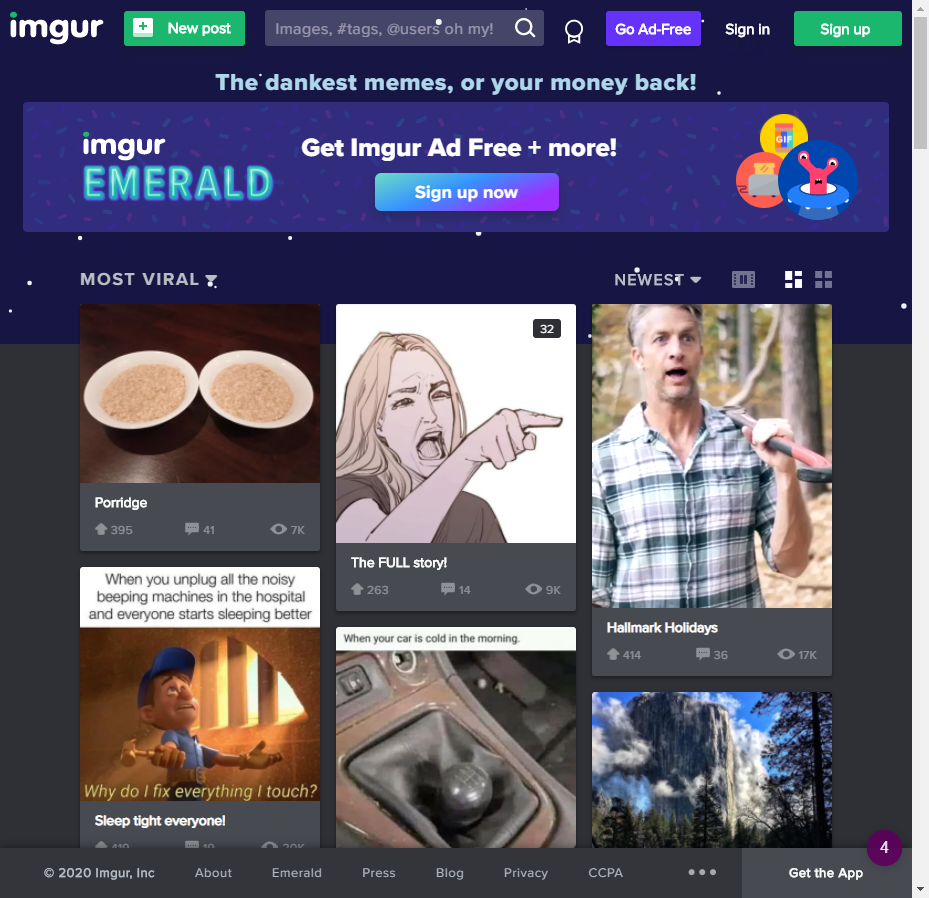 imgur
New post
Images, #tags, @users oh my!
Go Ad-Free
Sign in
Sign up
The dankest memes, or your money back!
imgur
EMERALD
Get Imgur Ad Free + more!
Sign up now
GIF
MOST VIRAL
NEWEST
Porridge
395 41 7K
32
The FULL story!
263 14 9K
Hallmark Holidays
414 36 17K
When you unplug all the noisy
beeping machines in the hospital
and everyone starts sleeping better
Why do I fix everything I touch?
Sleep tight everyone!
419 19 20K
When your car is cold in the morning.
4
© 2020 Imgur, Inc
About
Emerald
Press
Blog
Privacy
CCPA
Get the App